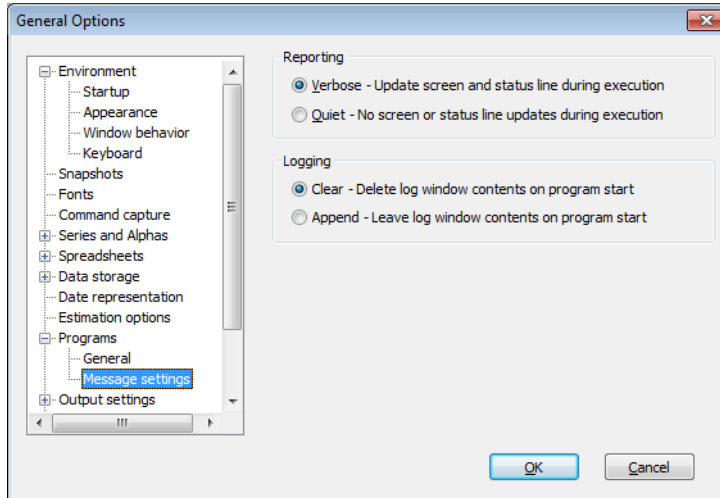 General Options
Environment
Startup
Appearance
Window behavior
Keyboard
Snapshots
Fonts
Command capture
Series and Alphas
Spreadsheets
Data storage
Date representation
Estimation options
Programs
General
Message settings
Output settings
Reporting
Verbose - Update screen and status line during execution
Quiet - No screen or status line updates during execution
Logging
Clear - Delete log window contents on program start
Append - Leave log window contents on program start
OK
Cancel